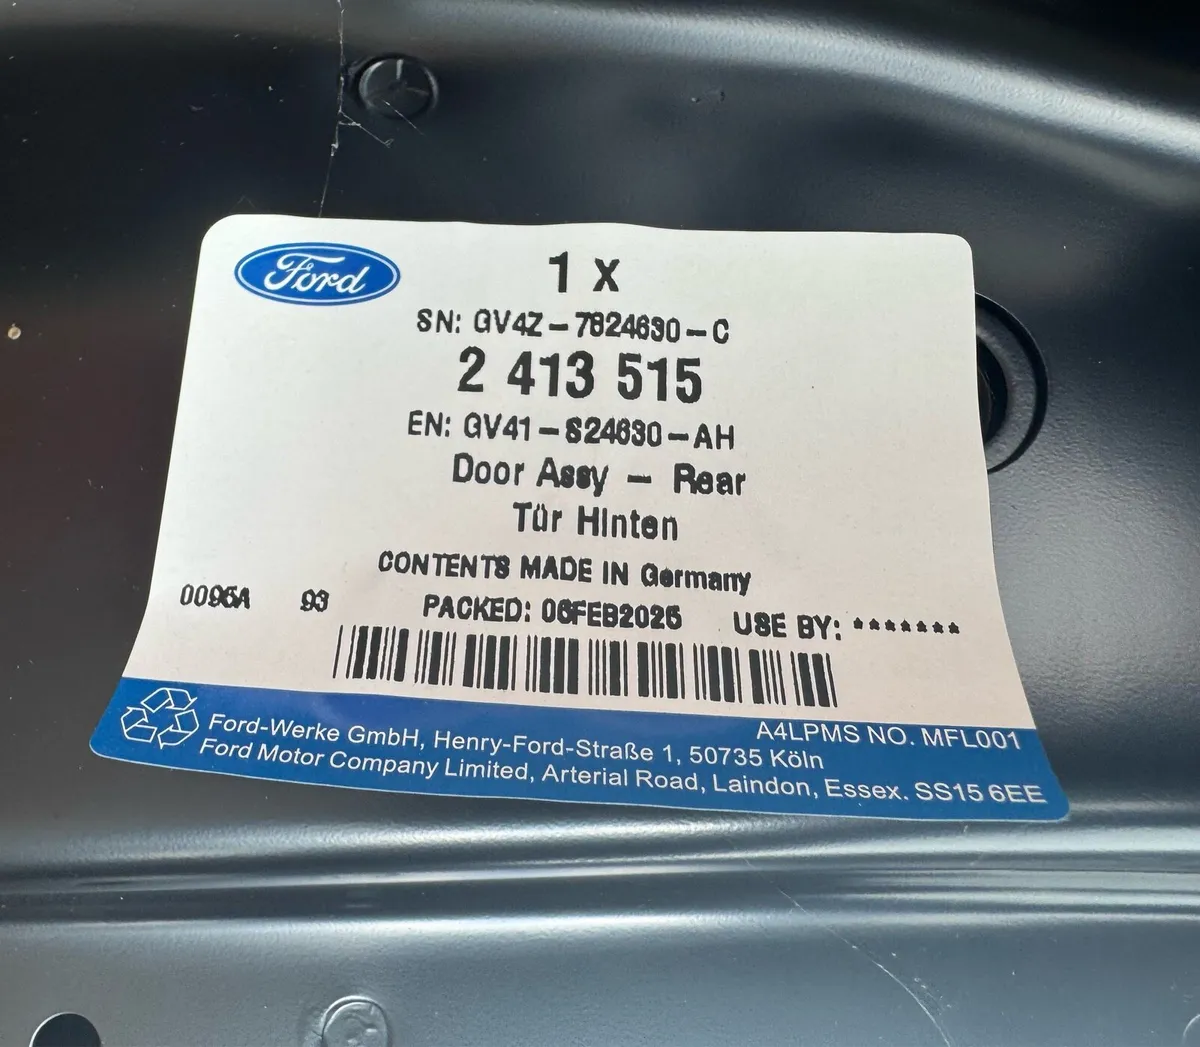 Ford
1 X
SN: GV4Z-7824630-C
2 413 515
EN: GV41-S24630-AH
Door Assy - Rear
Tür Hinten
CONTENTS MADE IN Germany
0095A 93 PACKED: 06FEB2025 USE BY: *******
A4LPMS NO. MFL001
Ford-Werke GmbH, Henry-Ford-Straße 1, 50735 Köln
Ford Motor Company Limited, Arterial Road, Laindon, Essex. SS15 6EE